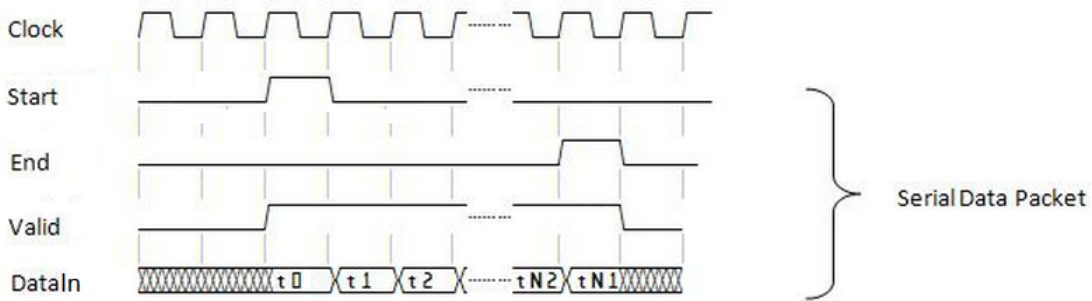 Clock
Start
End
Valid
Serial Data Packet
DataIn t0 t1 t2 tN2 tN1